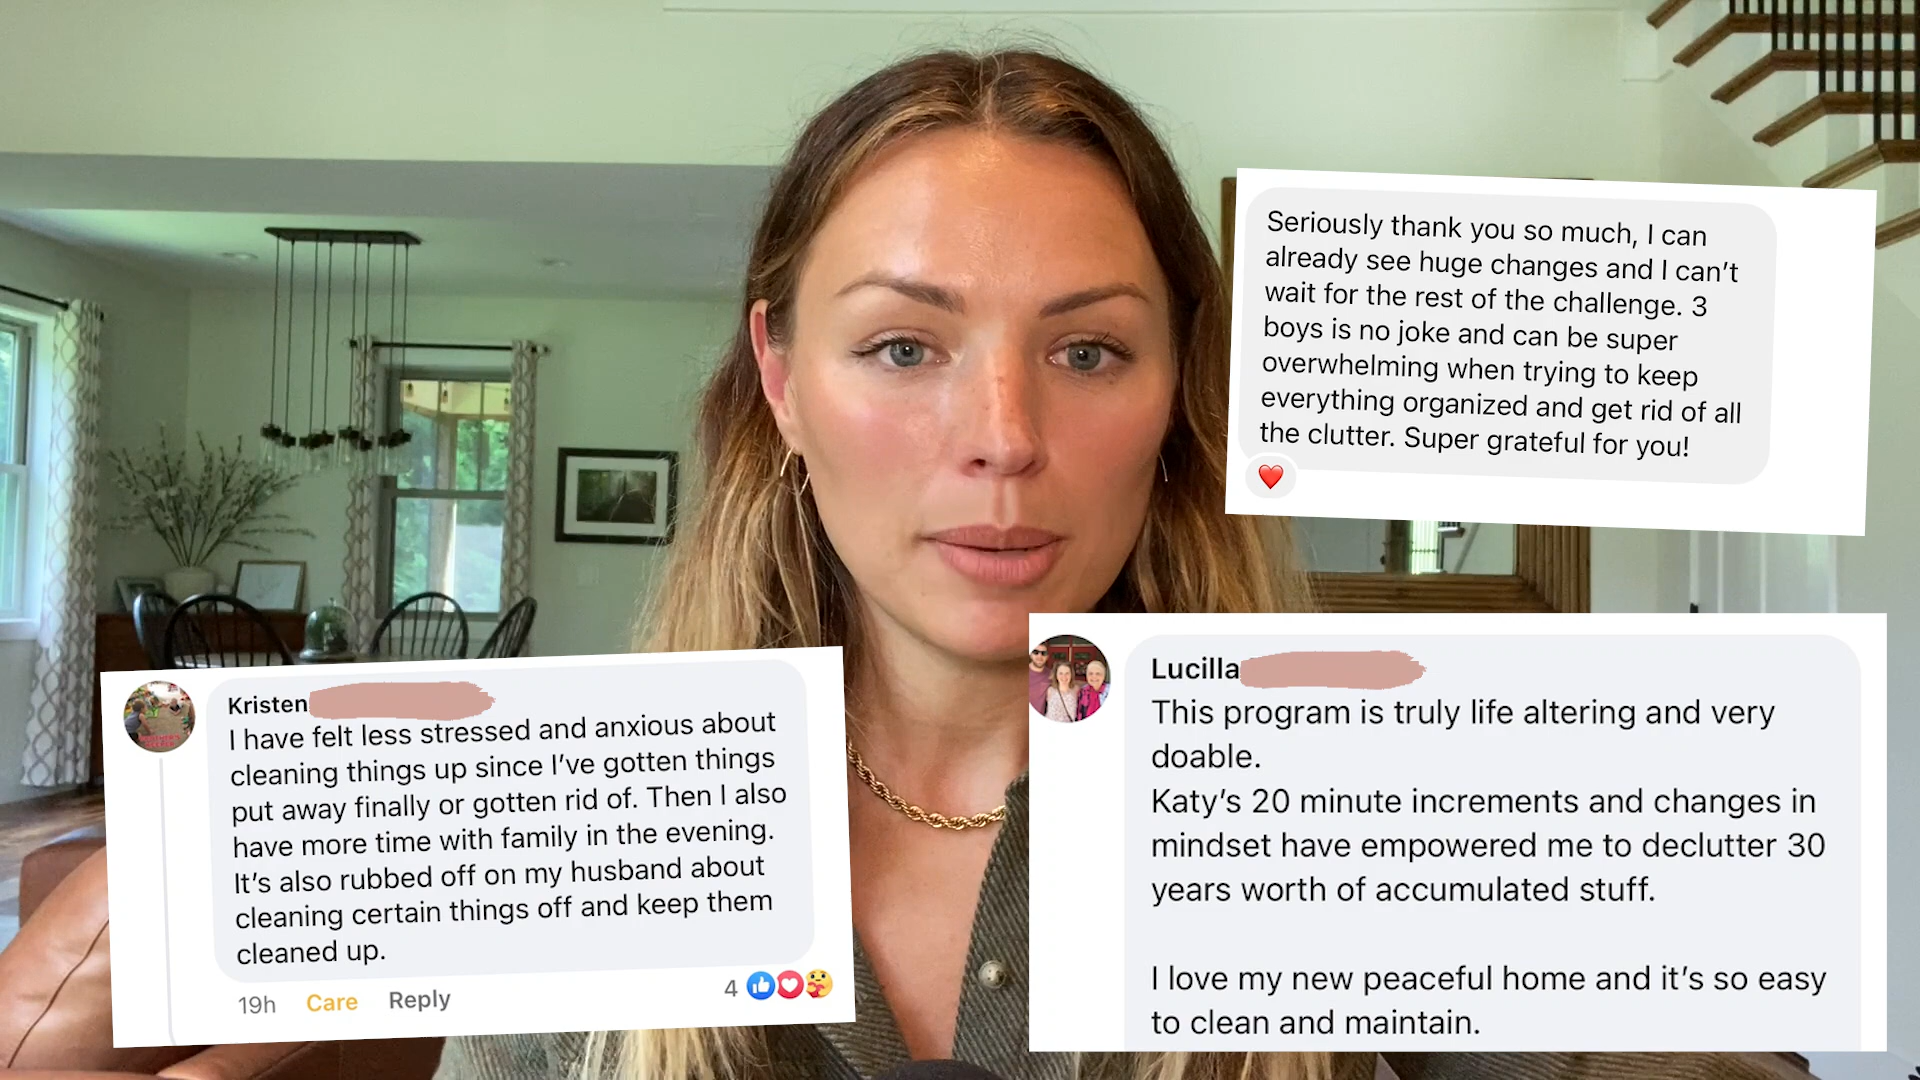 Seriously thank you so much, I can
already see huge changes and I can't
wait for the rest of the challenge. 3
boys is no joke and can be super
overwhelming when trying to keep
everything organized and get rid of all
the clutter. Super grateful for you!
Kristen
I have felt less stressed and anxious about
cleaning things up since I've gotten things
put away finally or gotten rid of. Then I also
have more time with family in the evening.
It's also rubbed off on my husband about
cleaning certain things off and keep them
cleaned up.
19h Care Reply 4
Lucilla
This program is truly life altering and very
doable.
Katy's 20 minute increments and changes in
mindset have empowered me to declutter 30
years worth of accumulated stuff.
I love my new peaceful home and it's so easy
to clean and maintain.